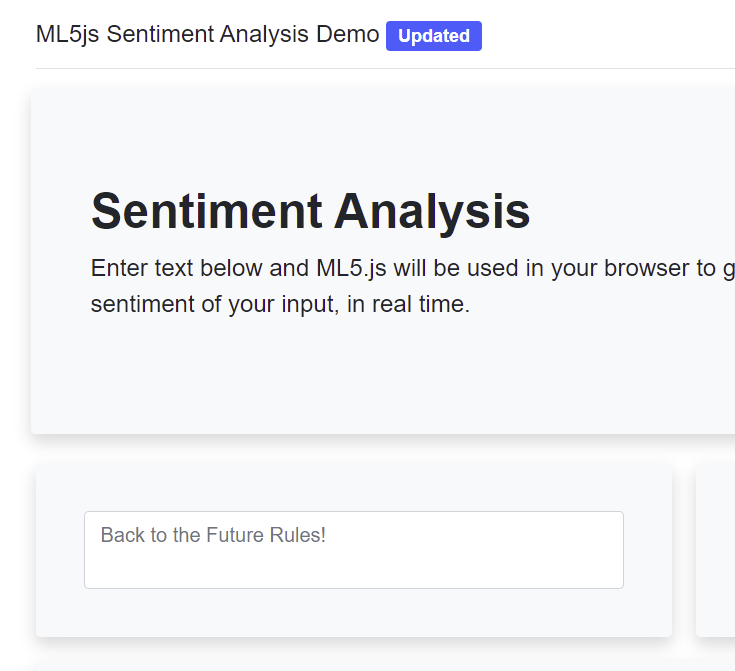 ML5js Sentiment Analysis Demo Updated
Sentiment Analysis
Enter text below and ML5.js will be used in your browser to g
sentiment of your input, in real time.
Back to the Future Rules!